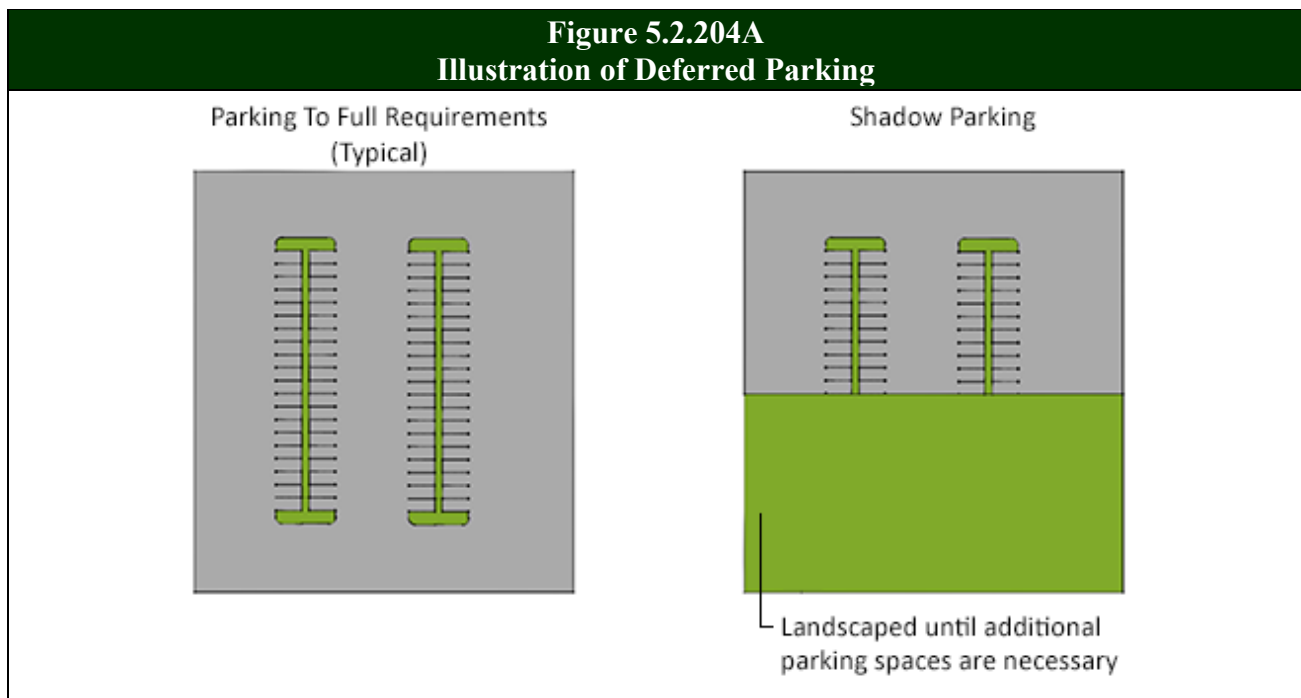 Figure 5.2.204A
Illustration of Deferred Parking
Parking To Full Requirements
(Typical)
Shadow Parking
Landscaped until additional
parking spaces are necessary